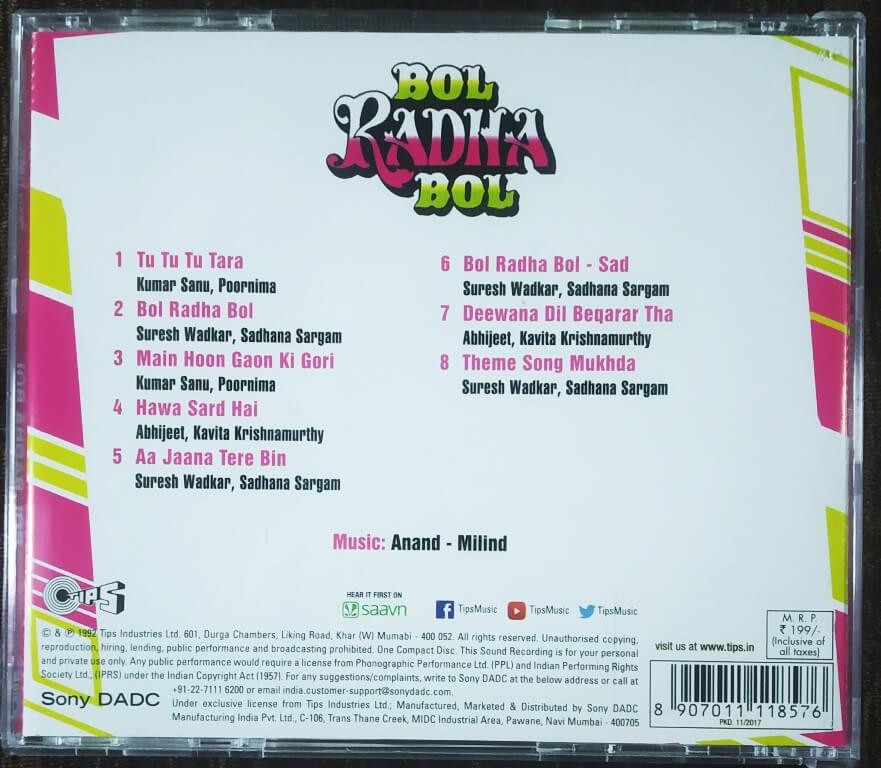 BOL
RADHA
BOL
1 Tu Tu Tu Tara
Kumar Sanu, Poornima
2 Bol Radha Bol
Suresh Wadkar, Sadhana Sargam
3 Main Hoon Gaon Ki Gori
Kumar Sanu, Poornima
4 Hawa Sard Hai
Abhijeet, Kavita Krishnamurthy
5 Aa Jaana Tere Bin
Suresh Wadkar, Sadhana Sargam
6 Bol Radha Bol - Sad
Suresh Wadkar, Sadhana Sargam
7 Deewana Dil Beqarar Tha
Abhijeet, Kavita Krishnamurthy
8 Theme Song Mukhda
Suresh Wadkar, Sadhana Sargam
Music: Anand - Milind
TIPS
HEAR IT FIRST ON
saavn TipsMusic TipsMusic TipsMusic
© & ℗ 1992 Tips Industries Ltd. 601, Durga Chambers, Liking Road, Khar (W) Mumabi - 400 052. All rights reserved. Unauthorised copying,
reproduction, hiring, lending, public performance and broadcasting prohibited. One Compact Disc. This Sound Recording is for your personal
and private use only. Any public performance would require a license from Phonographic Performance Ltd. (PPL) and Indian Performing Rights
Society Ltd., (IPRS) under the Indian Copyright Act (1957). For any suggestions/complaints, write to Sony DADC at the below address or call at
+91-22-7111 6200 or email india.customer-support@sonydadc.com.
Sony DADC
Under exclusive license from Tips Industries Ltd.; Manufactured, Marketed & Distributed by Sony DADC
Manufacturing India Pvt. Ltd., C-106, Trans Thane Creek, MIDC Industrial Area, Pawane, Navi Mumbai - 400705
visit us at www.tips.in
M. R. P.
₹ 199/-
(Inclusive of
all taxes)
8 907011 118576
PKD. 11/2017